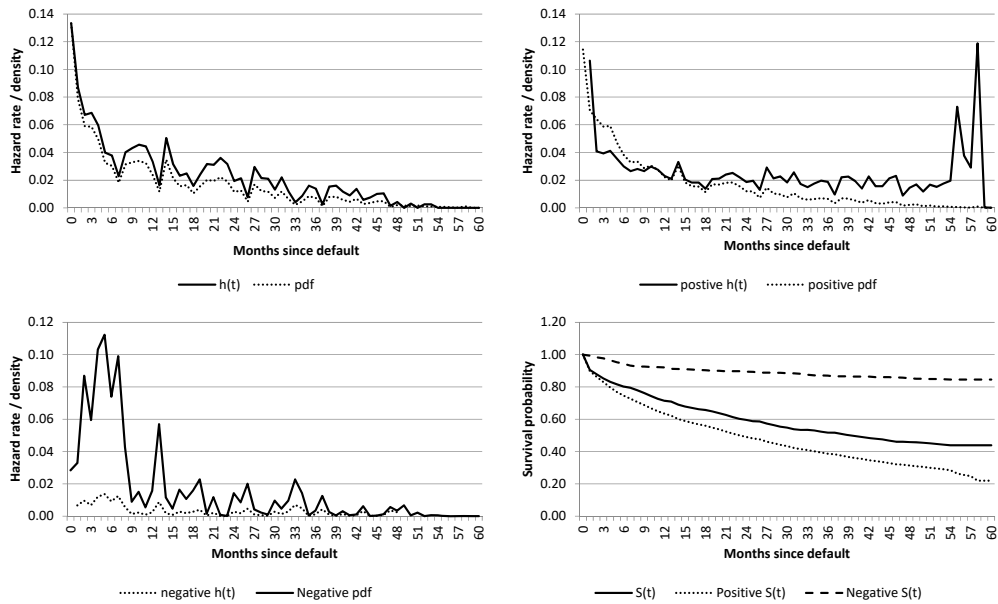 0.14
0.12
0.10
0.08
0.06
0.04
0.02
0.00
Hazard rate / density
0 3 6 9 12 15 18 21 24 27 30 33 36 39 42 45 48 51 54 57 60
Months since default
h(t) pdf
0.14
0.12
0.10
0.08
0.06
0.04
0.02
0.00
Hazard rate / density
0 3 6 9 12 15 18 21 24 27 30 33 36 39 42 45 48 51 54 57 60
Months since default
postive h(t) positive pdf
0.12
0.10
0.08
0.06
0.04
0.02
0.00
Hazard rate / density
0 3 6 9 12 15 18 21 24 27 30 33 36 39 42 45 48 51 54 57 60
Months since default
negative h(t) Negative pdf
1.20
1.00
0.80
0.60
0.40
0.20
0.00
Survival probability
0 3 6 9 12 15 18 21 24 27 30 33 36 39 42 45 48 51 54 57 60
Months since default
S(t) Positive S(t) Negative S(t)